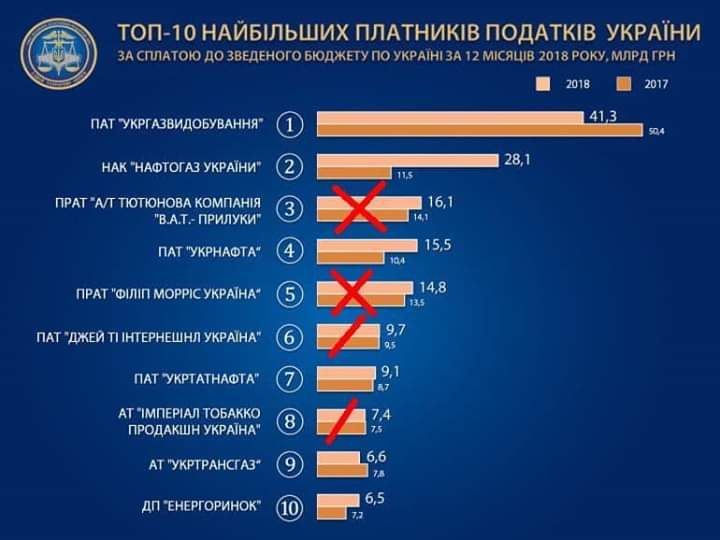 ТОП-10 НАЙБІЛЬШИХ ПЛАТНИКІВ ПОДАТКІВ УКРАЇНИ
ЗА СПЛАТОЮ ДО ЗВЕДЕНОГО БЮДЖЕТУ ПО УКРАЇНІ ЗА 12 МІСЯЦІВ 2018 РОКУ, МЛРД ГРН
2018 2017
ПАТ "УКРГАЗВИДОБУВАННЯ" 1 41,3
50,4
НАК "НАФТОГАЗ УКРАЇНИ" 2 28,1
11,5
ПРАТ "А/Т ТЮТЮНОВА КОМПАНІЯ
"В.А.Т.- ПРИЛУКИ" 3 16,1
14,1
ПАТ "УКРНАФТА“ 4 15,5
10,4
ПРАТ "ФІЛІП МОРРІС УКРАЇНА“ 5 14,8
13,5
ПАТ "ДЖЕЙ ТІ ІНТЕРНЕШНЛ УКРАЇНА" 6 9,7
9,5
ПАТ "УКРТАТНАФТА" 7 9,1
8,7
АТ "ІМПЕРІАЛ ТОБАККО
ПРОДАКШН УКРАЇНА" 8 7,4
7,5
АТ "УКРТРАНСГАЗ“ 9 6,6
7,8
ДП "ЕНЕРГОРИНОК" 10 6,5
7,2